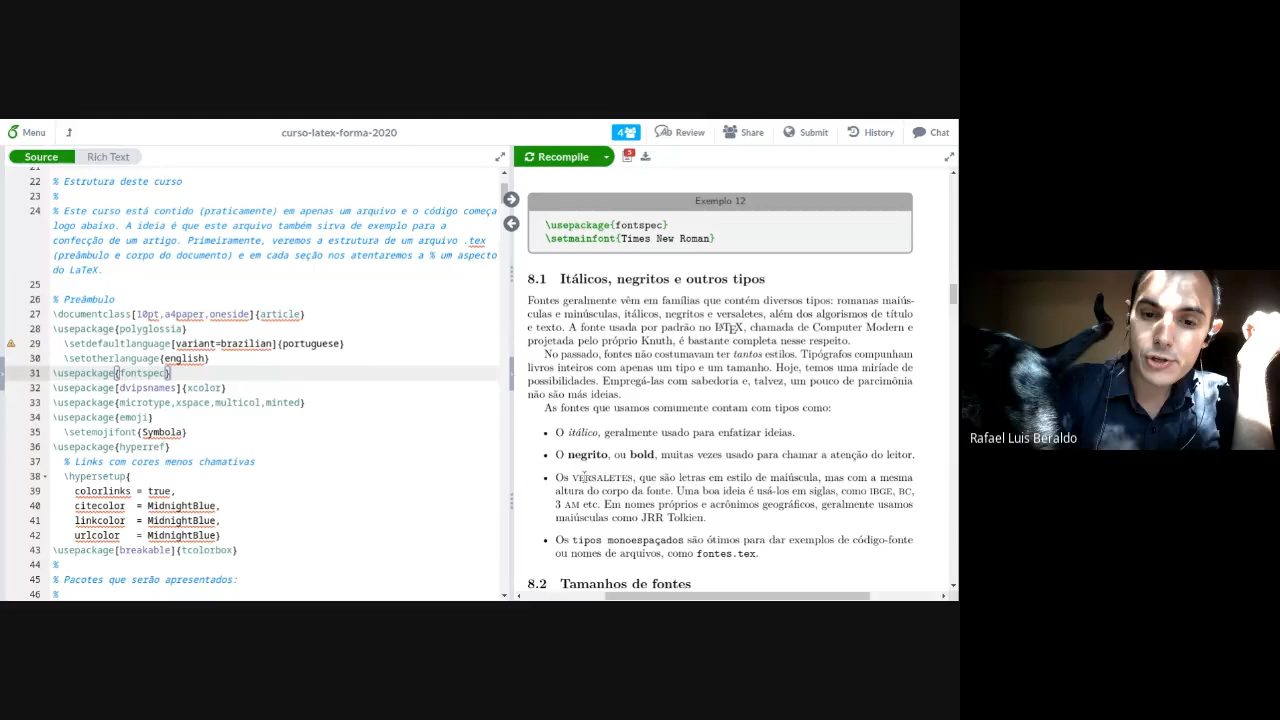 Menu
curso-latex-forma-2020
4
Review
Share
Submit
History
Chat
Source
Rich Text
Recompile
5
21
22 % Estrutura deste curso
23 %
24 % Este curso está contido (praticamente) em apenas um arquivo e o código começa
logo abaixo. A ideia é que este arquivo também sirva de exemplo para a
confecção de um artigo. Primeiramente, veremos a estrutura de um arquivo .tex
(preâmbulo e corpo do documento) e em cada seção nos atentaremos a % um aspecto
do LaTeX.
25
26 % Preâmbulo
27 \documentclass[10pt,a4paper,oneside]{article}
28 \usepackage{polyglossia}
29 \setdefaultlanguage[variant=brazilian]{portuguese}
30 \setotherlanguage{english}
31 \usepackage{fontspec}
32 \usepackage[dvipsnames]{xcolor}
33 \usepackage{microtype,xspace,multicol,minted}
34 \usepackage{emoji}
35 \setemojifont{Symbola}
36 \usepackage{hyperref}
37 % Links com cores menos chamativas
38 \hypersetup{
39 colorlinks = true,
40 citecolor = MidnightBlue,
41 linkcolor = MidnightBlue,
42 urlcolor = MidnightBlue}
43 \usepackage[breakable]{tcolorbox}
44 %
45 % Pacotes que serão apresentados:
46 %
Exemplo 12
\usepackage{fontspec}
\setmainfont{Times New Roman}
8.1 Itálicos, negritos e outros tipos
Fontes geralmente vêm em famílias que contém diversos tipos: romanas maiús-
culas e minúsculas, itálicos, negritos e versaletes, além dos algorismos de título
e texto. A fonte usada por padrão no LATEX, chamada de Computer Modern e
projetada pelo próprio Knuth, é bastante completa nesse respeito.
No passado, fontes não costumavam ter tantos estilos. Tipógrafos compunham
livros inteiros com apenas um tipo e um tamanho. Hoje, temos uma miríade de
possibilidades. Empregá-las com sabedoria e, talvez, um pouco de parcimônia
não são más ideias.
As fontes que usamos comumente contam com tipos como:
• O itálico, geralmente usado para enfatizar ideias.
• O negrito, ou bold, muitas vezes usado para chamar a atenção do leitor.
• Os VERSALETES, que são letras em estilo de maiúscula, mas com a mesma
altura do corpo da fonte. Uma boa ideia é usá-los em siglas, como IBGE, BC,
3 AM etc. Em nomes próprios e acrônimos geográficos, geralmente usamos
maiúsculas como JRR Tolkien.
• Os tipos monoespaçados são ótimos para dar exemplos de código-fonte
ou nomes de arquivos, como fontes.tex.
8.2 Tamanhos de fontes
Rafael Luis Beraldo